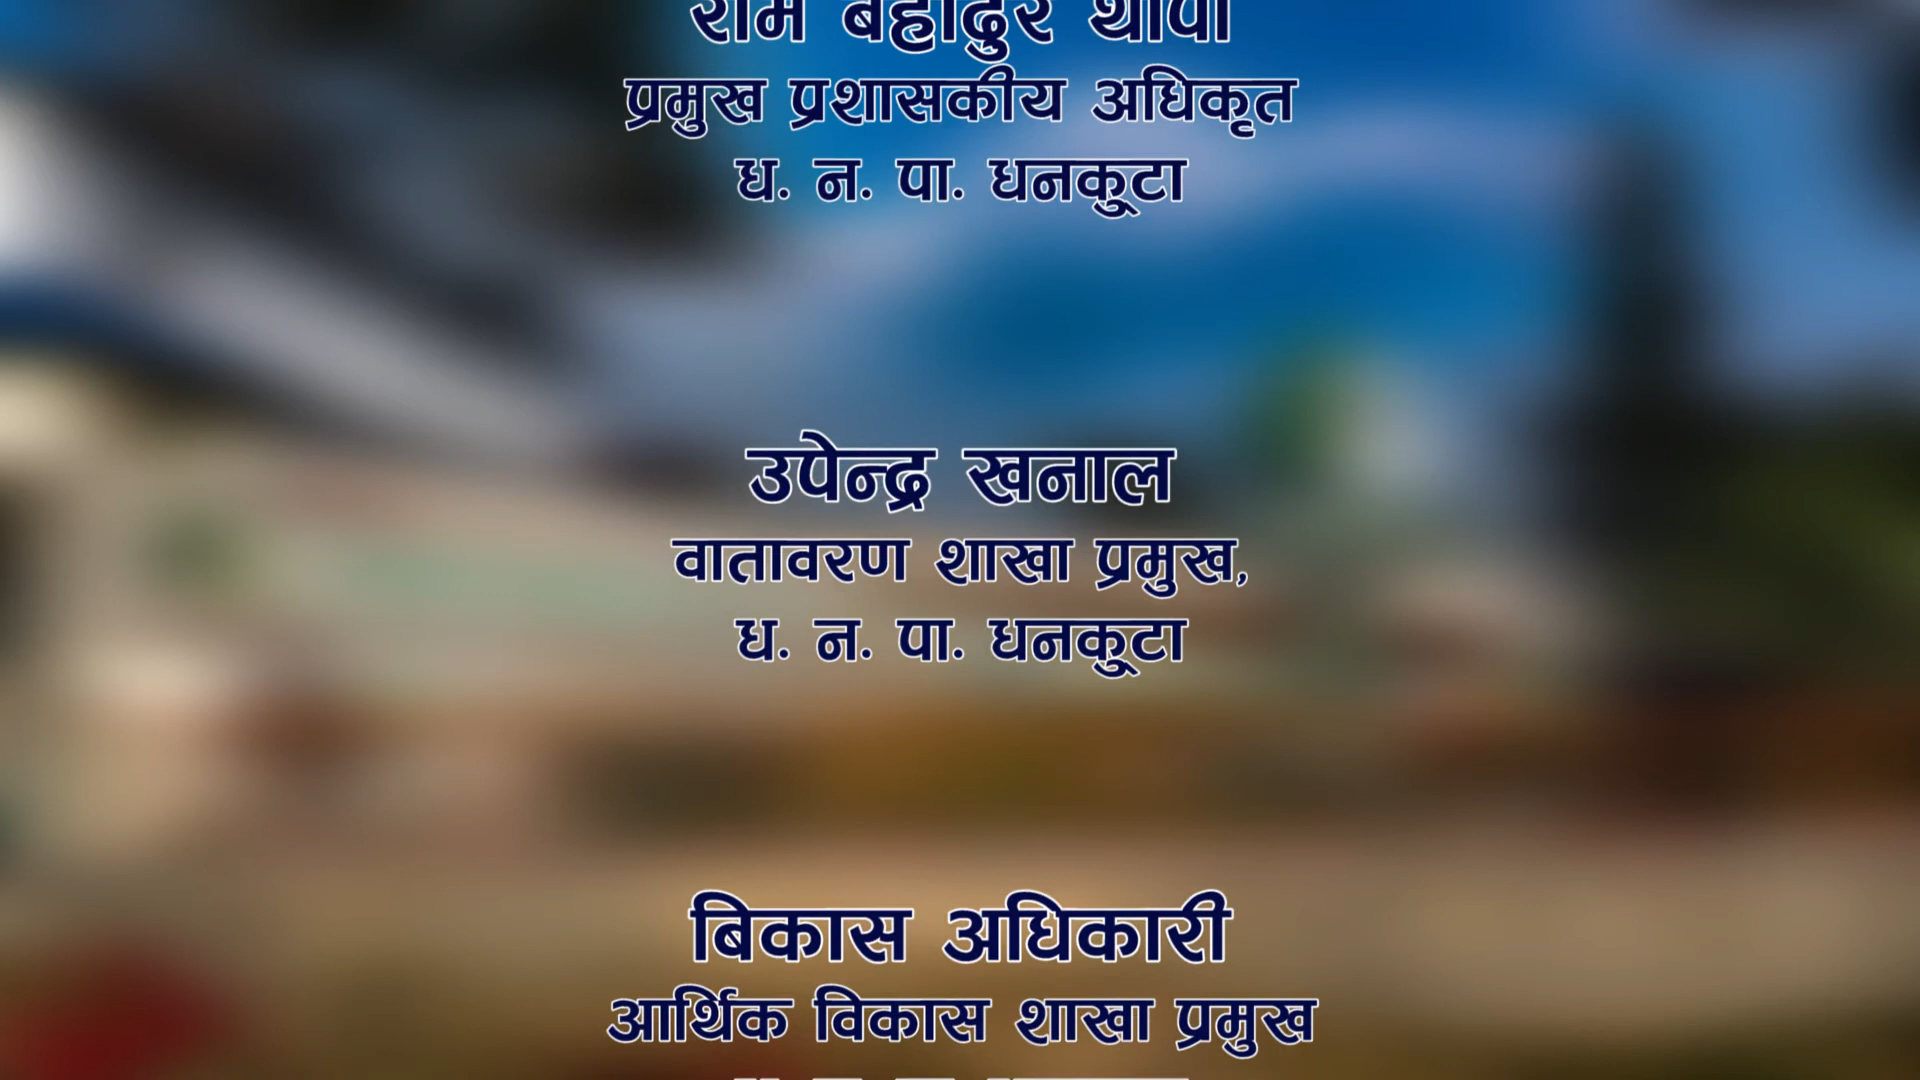 राम बहादुर थापा
प्रमुख प्रशासकीय अधिकृत
ध. न. पा. धनकुटा
उपेन्द्र खनाल
वातावरण शाखा प्रमुख,
ध. न. पा. धनकुटा
बिकास अधिकारी
आर्थिक विकास शाखा प्रमुख